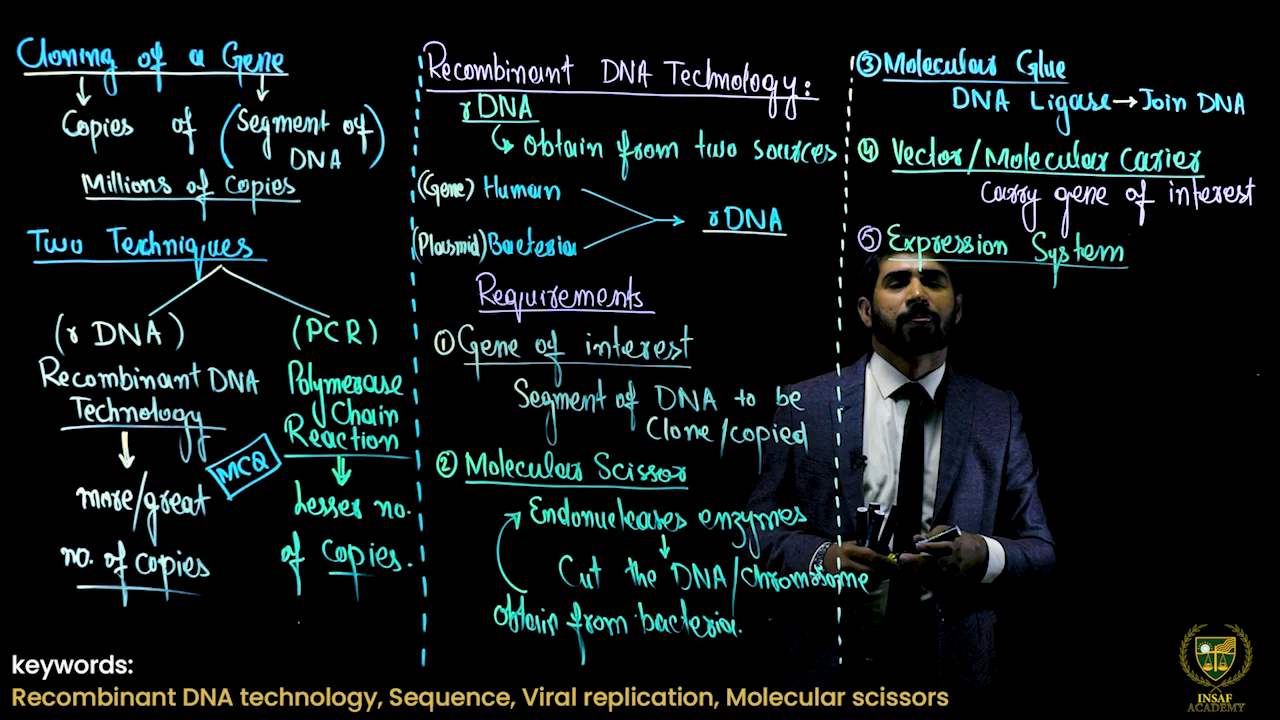 Cloning of a Gene
Copies of (Segment of DNA)
Millions of copies
Two Techniques
(rDNA)
Recombinant DNA
Technology
more/great
no. of copies
MCQ
(PCR)
Polymerase
Chain
Reaction
Lesser no.
of copies.
Recombinant DNA Technology:
rDNA
obtain from two sources
(Gene) Human
(Plasmid) Bacteria
rDNA
Requirements
① Gene of interest
Segment of DNA to be
Clone/copied
② Molecular Scissor
Endonucleases enzymes
Cut the DNA/chromosome
obtain from bacteria.
③ Molecular Glue
DNA Ligase → Join DNA
④ Vector/Molecular Carier
Carry gene of interest
⑤ Expression System
keywords:
Recombinant DNA technology, Sequence, Viral replication, Molecular scissors
INSAF
ACADEMY